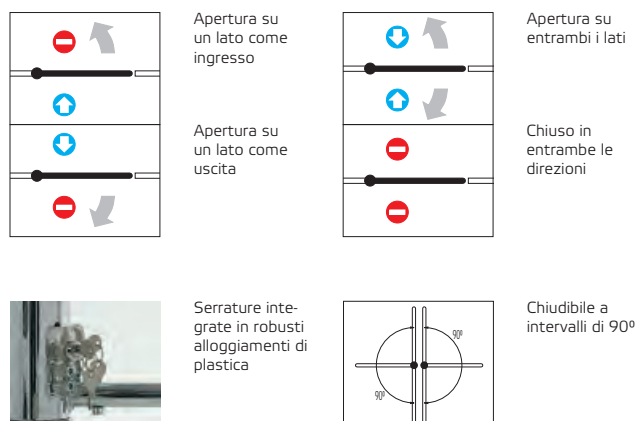 Apertura su
un lato come
ingresso
Apertura su
entrambi i lati
Apertura su
un lato come
uscita
Chiuso in
entrambe le
direzioni
Serrature inte-
grate in robusti
alloggiamenti di
plastica
90º
90º
Chiudibile a
intervalli di 90º